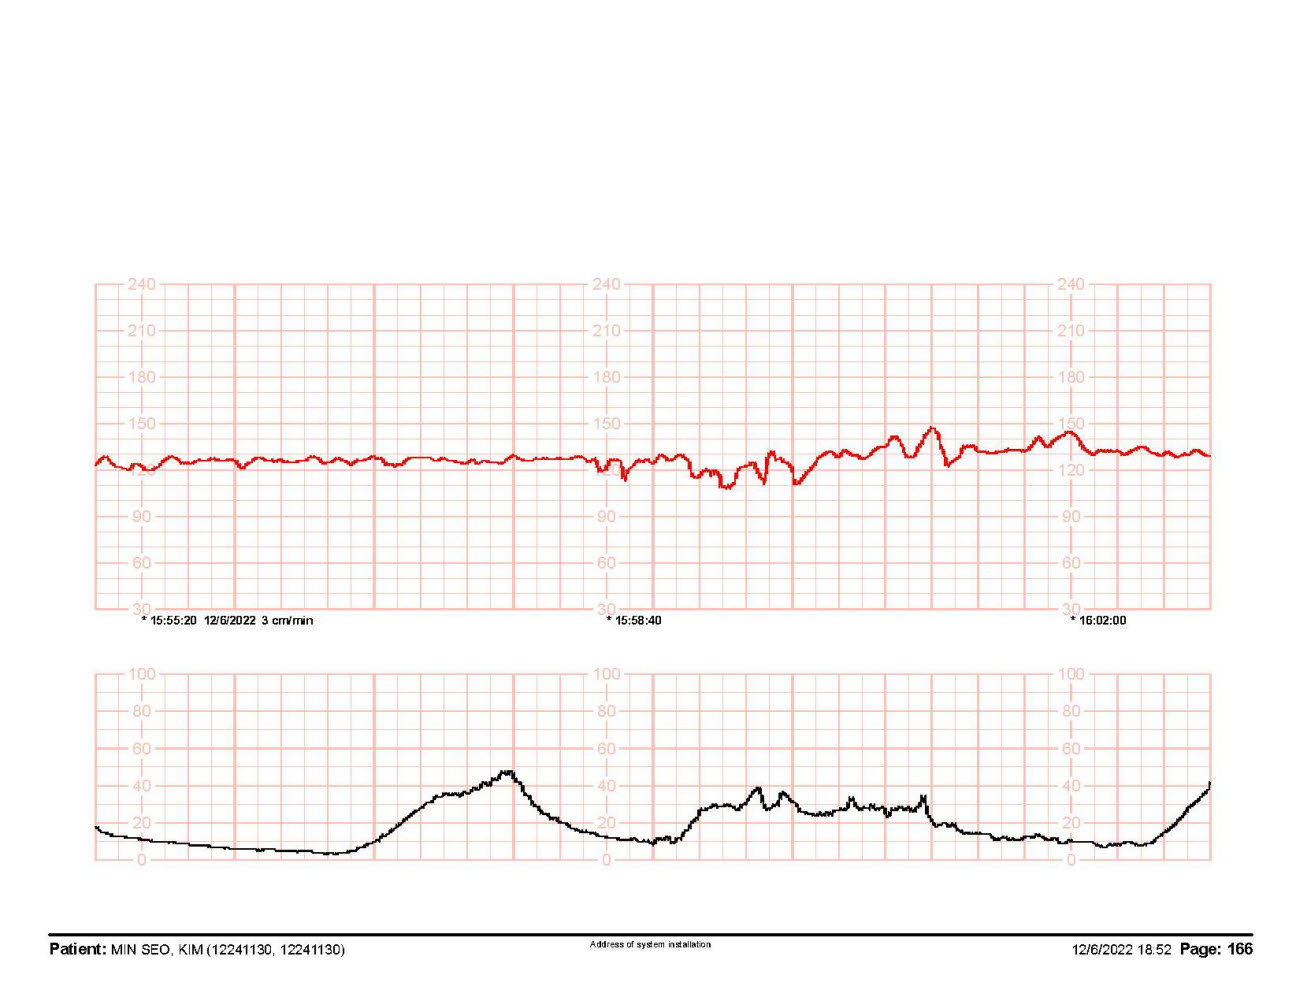 240 240 240
210 210 210
180 180 180
150 150 150
120 120 120
90 90 90
60 60 60
30 30 30
* 15:55:20 12/6/2022 3 cm/min * 15:58:40 * 16:02:00
100 100 100
80 80 80
60 60 60
40 40 40
20 20 20
0 0 0
Patient: MIN SEO, KIM (12241130, 12241130) Address of system installation 12/6/2022 18:52 Page: 166